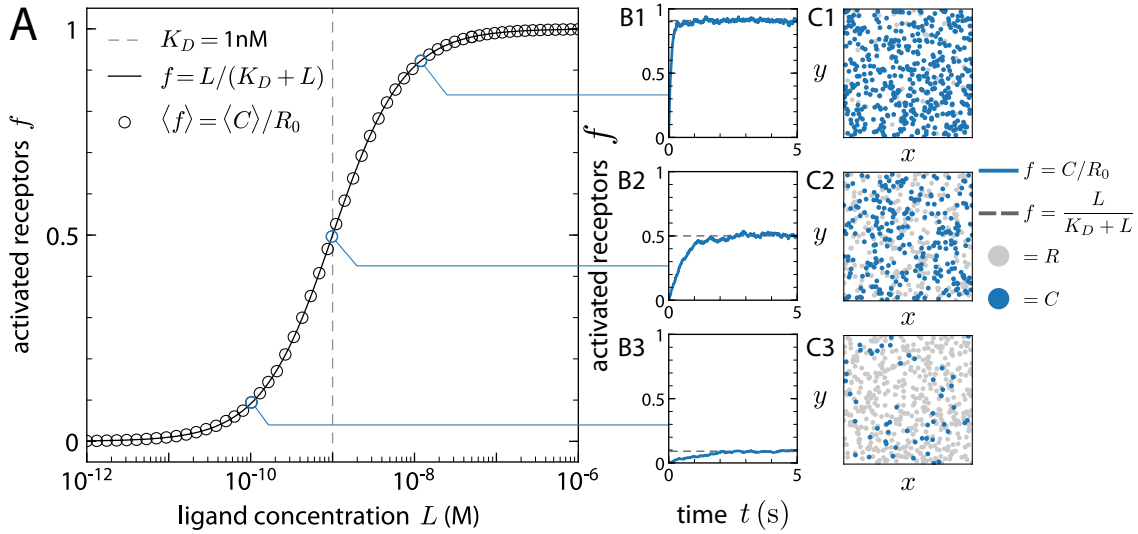 A
K_D = 1nM
f = L/(K_D + L)
⟨f⟩ = ⟨C⟩/R_0
activated receptors f
1
0.5
0
10^-12
10^-10
10^-8
10^-6
ligand concentration L (M)
activated receptors f
B1
1
0.5
0
0
5
B2
1
0.5
0
0
5
B3
1
0.5
0
0
5
time t (s)
C1
y
x
C2
y
x
C3
y
x
f = C/R_0
f = L/(K_D + L)
= R
= C